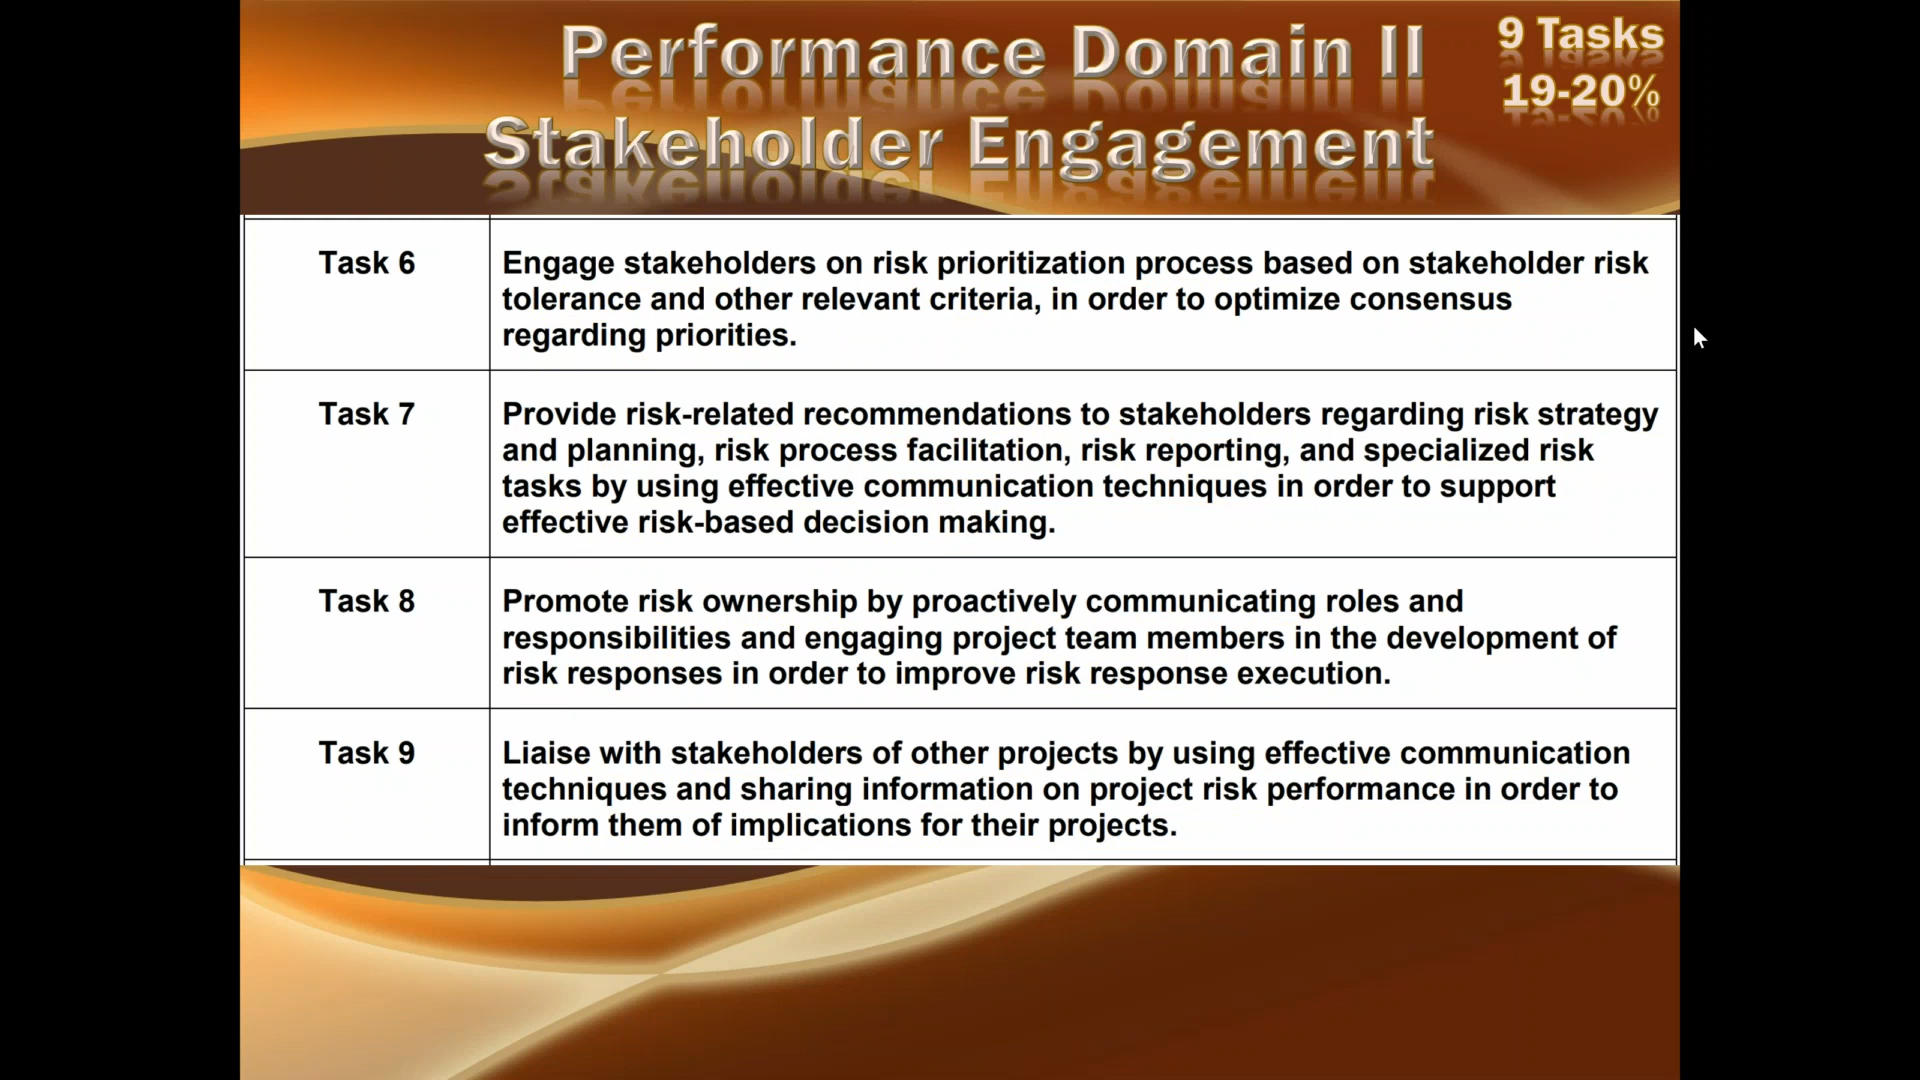 Performance Domain II
Stakeholder Engagement
9 Tasks
19-20%
Task 6
Engage stakeholders on risk prioritization process based on stakeholder risk
tolerance and other relevant criteria, in order to optimize consensus
regarding priorities.
Task 7
Provide risk-related recommendations to stakeholders regarding risk strategy
and planning, risk process facilitation, risk reporting, and specialized risk
tasks by using effective communication techniques in order to support
effective risk-based decision making.
Task 8
Promote risk ownership by proactively communicating roles and
responsibilities and engaging project team members in the development of
risk responses in order to improve risk response execution.
Task 9
Liaise with stakeholders of other projects by using effective communication
techniques and sharing information on project risk performance in order to
inform them of implications for their projects.